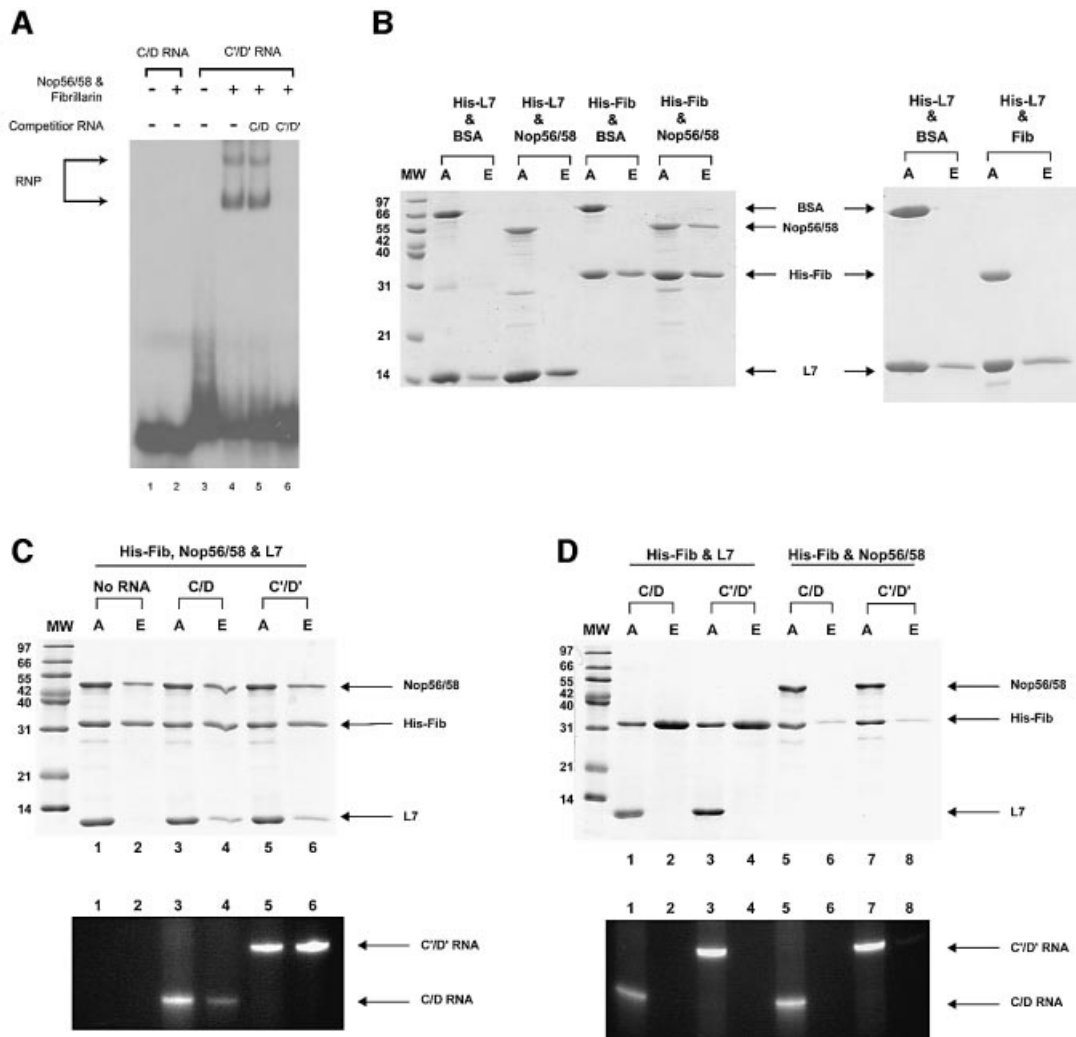 A
C/D RNA C'/D' RNA
Nop56/58 &
Fibrillarin
- + - + + +
Competitior RNA - - - - C/D C'/D'
RNP
1 2 3 4 5 6
B
His-L7 & BSA
His-L7 & Nop56/58
His-Fib & BSA
His-Fib & Nop56/58
MW A E A E A E A E
97
66
55
42
40
31
21
14
BSA
Nop56/58
His-Fib
L7
His-L7 & BSA
His-L7 & Fib
A E A E
C
His-Fib, Nop56/58 & L7
No RNA C/D C'/D'
MW A E A E A E
97
66
55
42
40
31
21
14
Nop56/58
His-Fib
L7
1 2 3 4 5 6
1 2 3 4 5 6
C'/D' RNA
C/D RNA
D
His-Fib & L7 His-Fib & Nop56/58
C/D C'/D' C/D C'/D'
MW A E A E A E A E
97
66
55
42
40
31
21
14
Nop56/58
His-Fib
L7
1 2 3 4 5 6 7 8
1 2 3 4 5 6 7 8
C'/D' RNA
C/D RNA